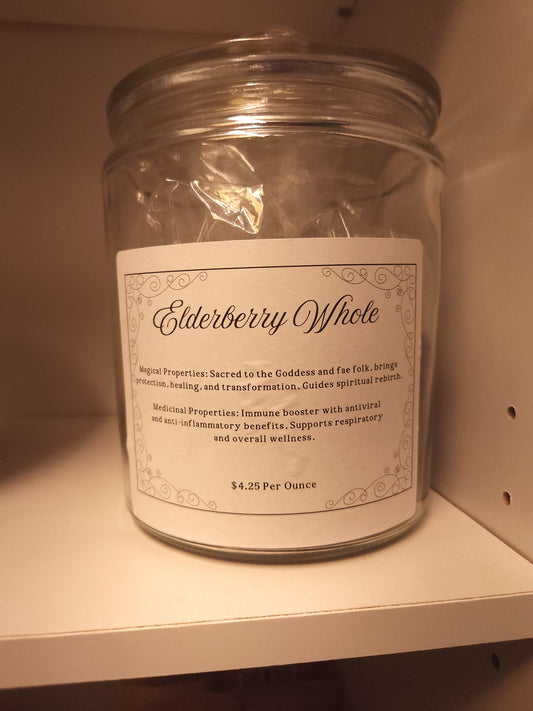 Elderberry Whole
Magical Properties: Sacred to the Goddess and fae folk, brings
protection, healing, and transformation. Guides spiritual rebirth.
Medicinal Properties: Immune booster with antiviral
and anti-inflammatory benefits. Supports respiratory
and overall wellness.
$4.25 Per Ounce